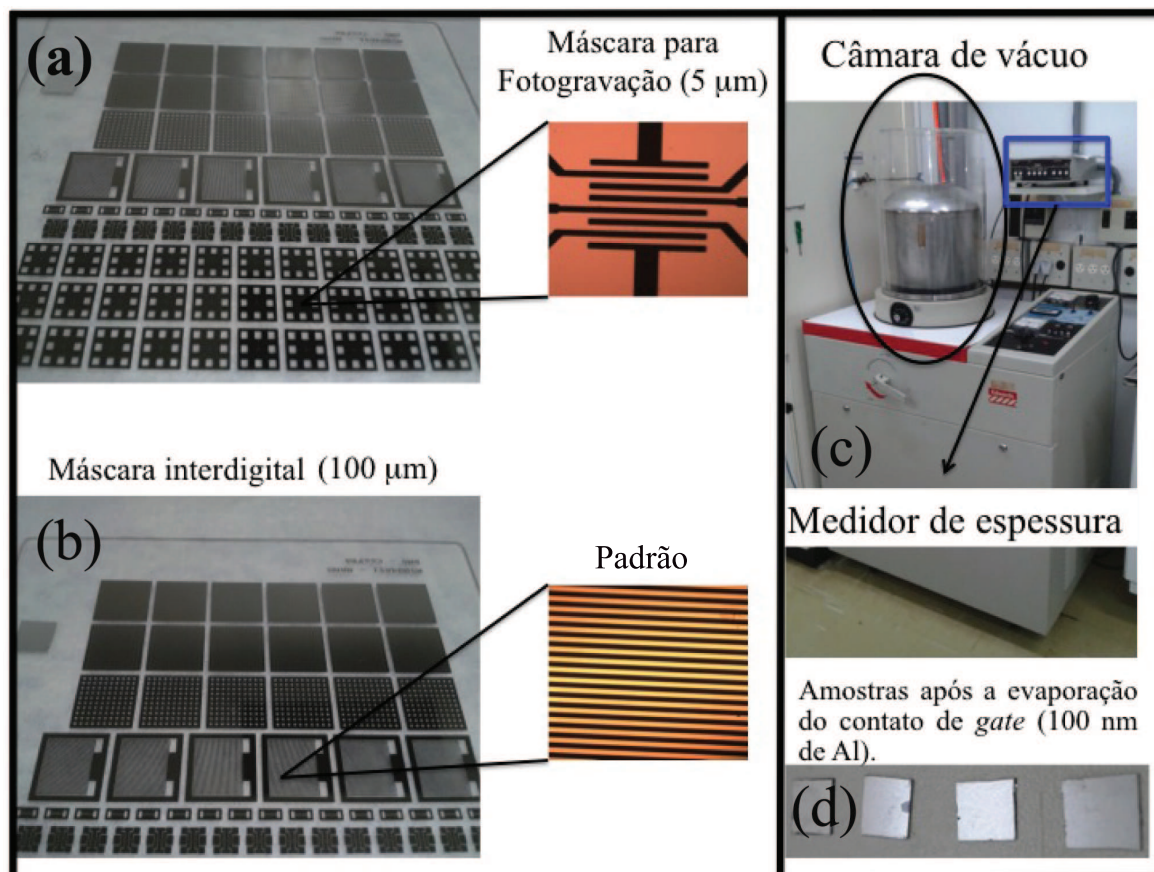 (a)
Máscara para
Fotogravação (5 μm)
Máscara interdigital (100 μm)
(b)
Padrão
Câmara de vácuo
(c)
Medidor de espessura
Amostras após a evaporação
do contato de gate (100 nm
de Al).
(d)